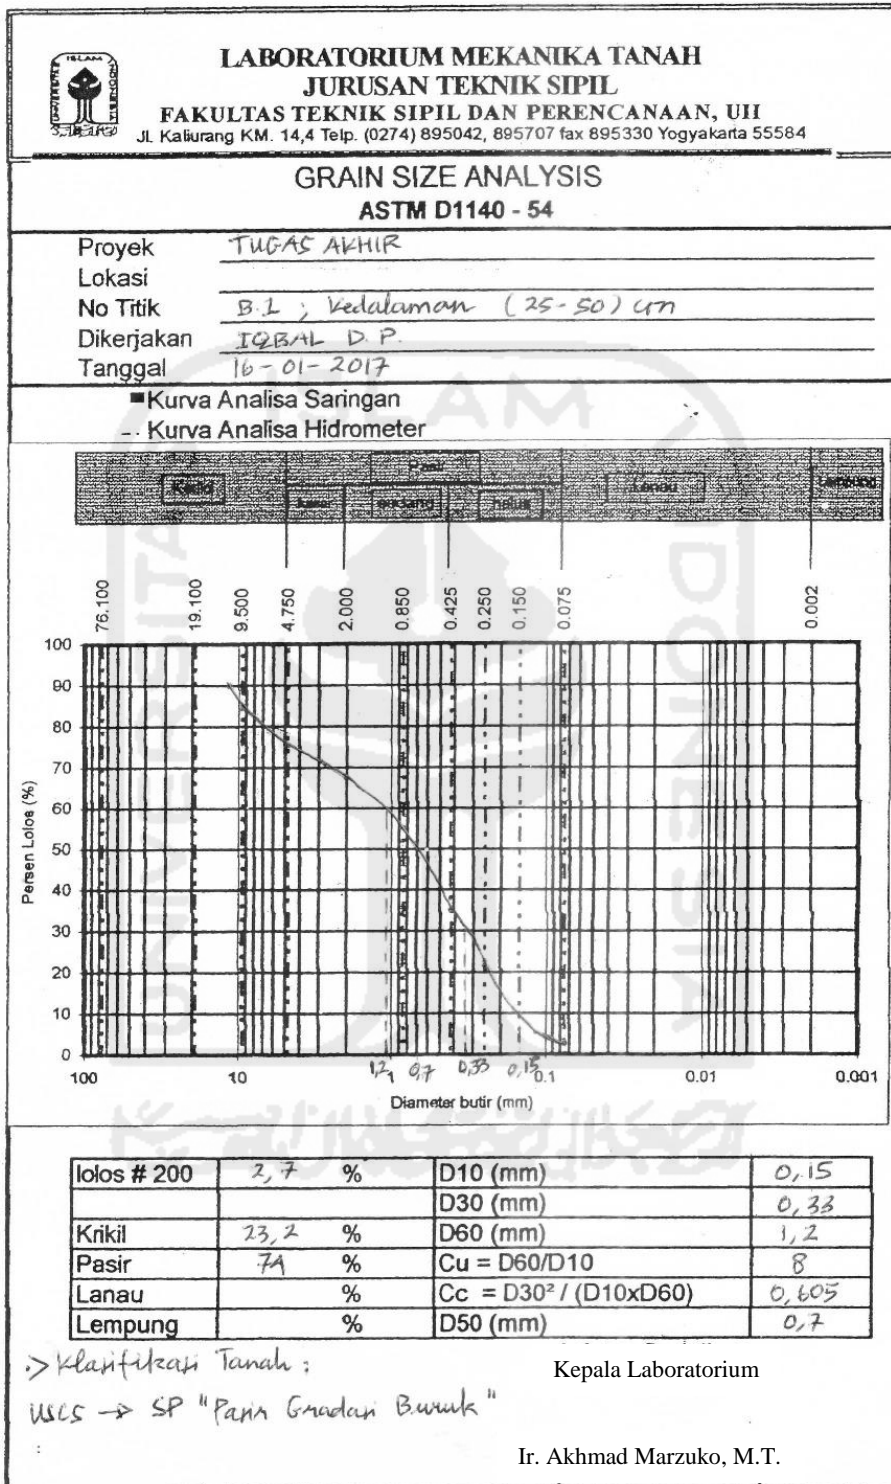 LABORATORIUM MEKANIKA TANAH
JURUSAN TEKNIK SIPIL
FAKULTAS TEKNIK SIPIL DAN PERENCANAAN, UII
Jl. Kaliurang KM. 14,4 Telp. (0274) 895042, 895707 fax 895330 Yogyakarta 55584
GRAIN SIZE ANALYSIS
ASTM D1140 - 54
Proyek TUGAS AKHIR
Lokasi
No Titik B.1 ; Kedalaman (25-50) cm
Dikerjakan IQBAL D. P.
Tanggal 16-01-2017
Kurva Analisa Saringan
Kurva Analisa Hidrometer
Pasir
Kerikil kasar sedang halus Lanau Lempung
76.100 19.100 9.500 4.750 2.000 0.850 0.425 0.250 0.150 0.075 0.002
100
90
80
70
60
50
40
30
20
10
0
Persen Lolos (%)
1,2 0,7 0,33 0,15
100 10 1 0.1 0.01 0.001
Diameter butir (mm)
lolos # 200 2,7 % D10 (mm) 0,15
D30 (mm) 0,33
Krikil 23,2 % D60 (mm) 1,2
Pasir 74 % Cu = D60/D10 8
Lanau % Cc = D30² / (D10xD60) 0,605
Lempung % D50 (mm) 0,7
.> Klasifikasi Tanah :
USCS → SP "Pasir Gradasi Buruk"
:
Kepala Laboratorium
Ir. Akhmad Marzuko, M.T.
UNIVERSITAS ISLAM INDONESIA